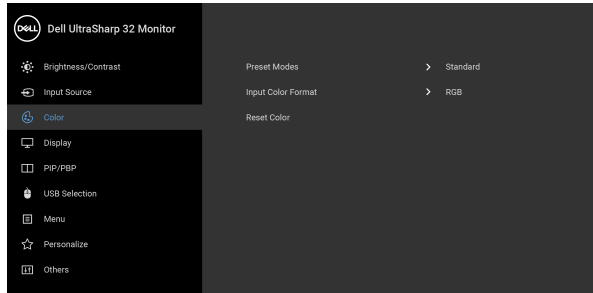 DELL Dell UltraSharp 32 Monitor
Brightness/Contrast
Input Source
Color
Display
PIP/PBP
USB Selection
Menu
Personalize
Others
Preset Modes > Standard
Input Color Format > RGB
Reset Color